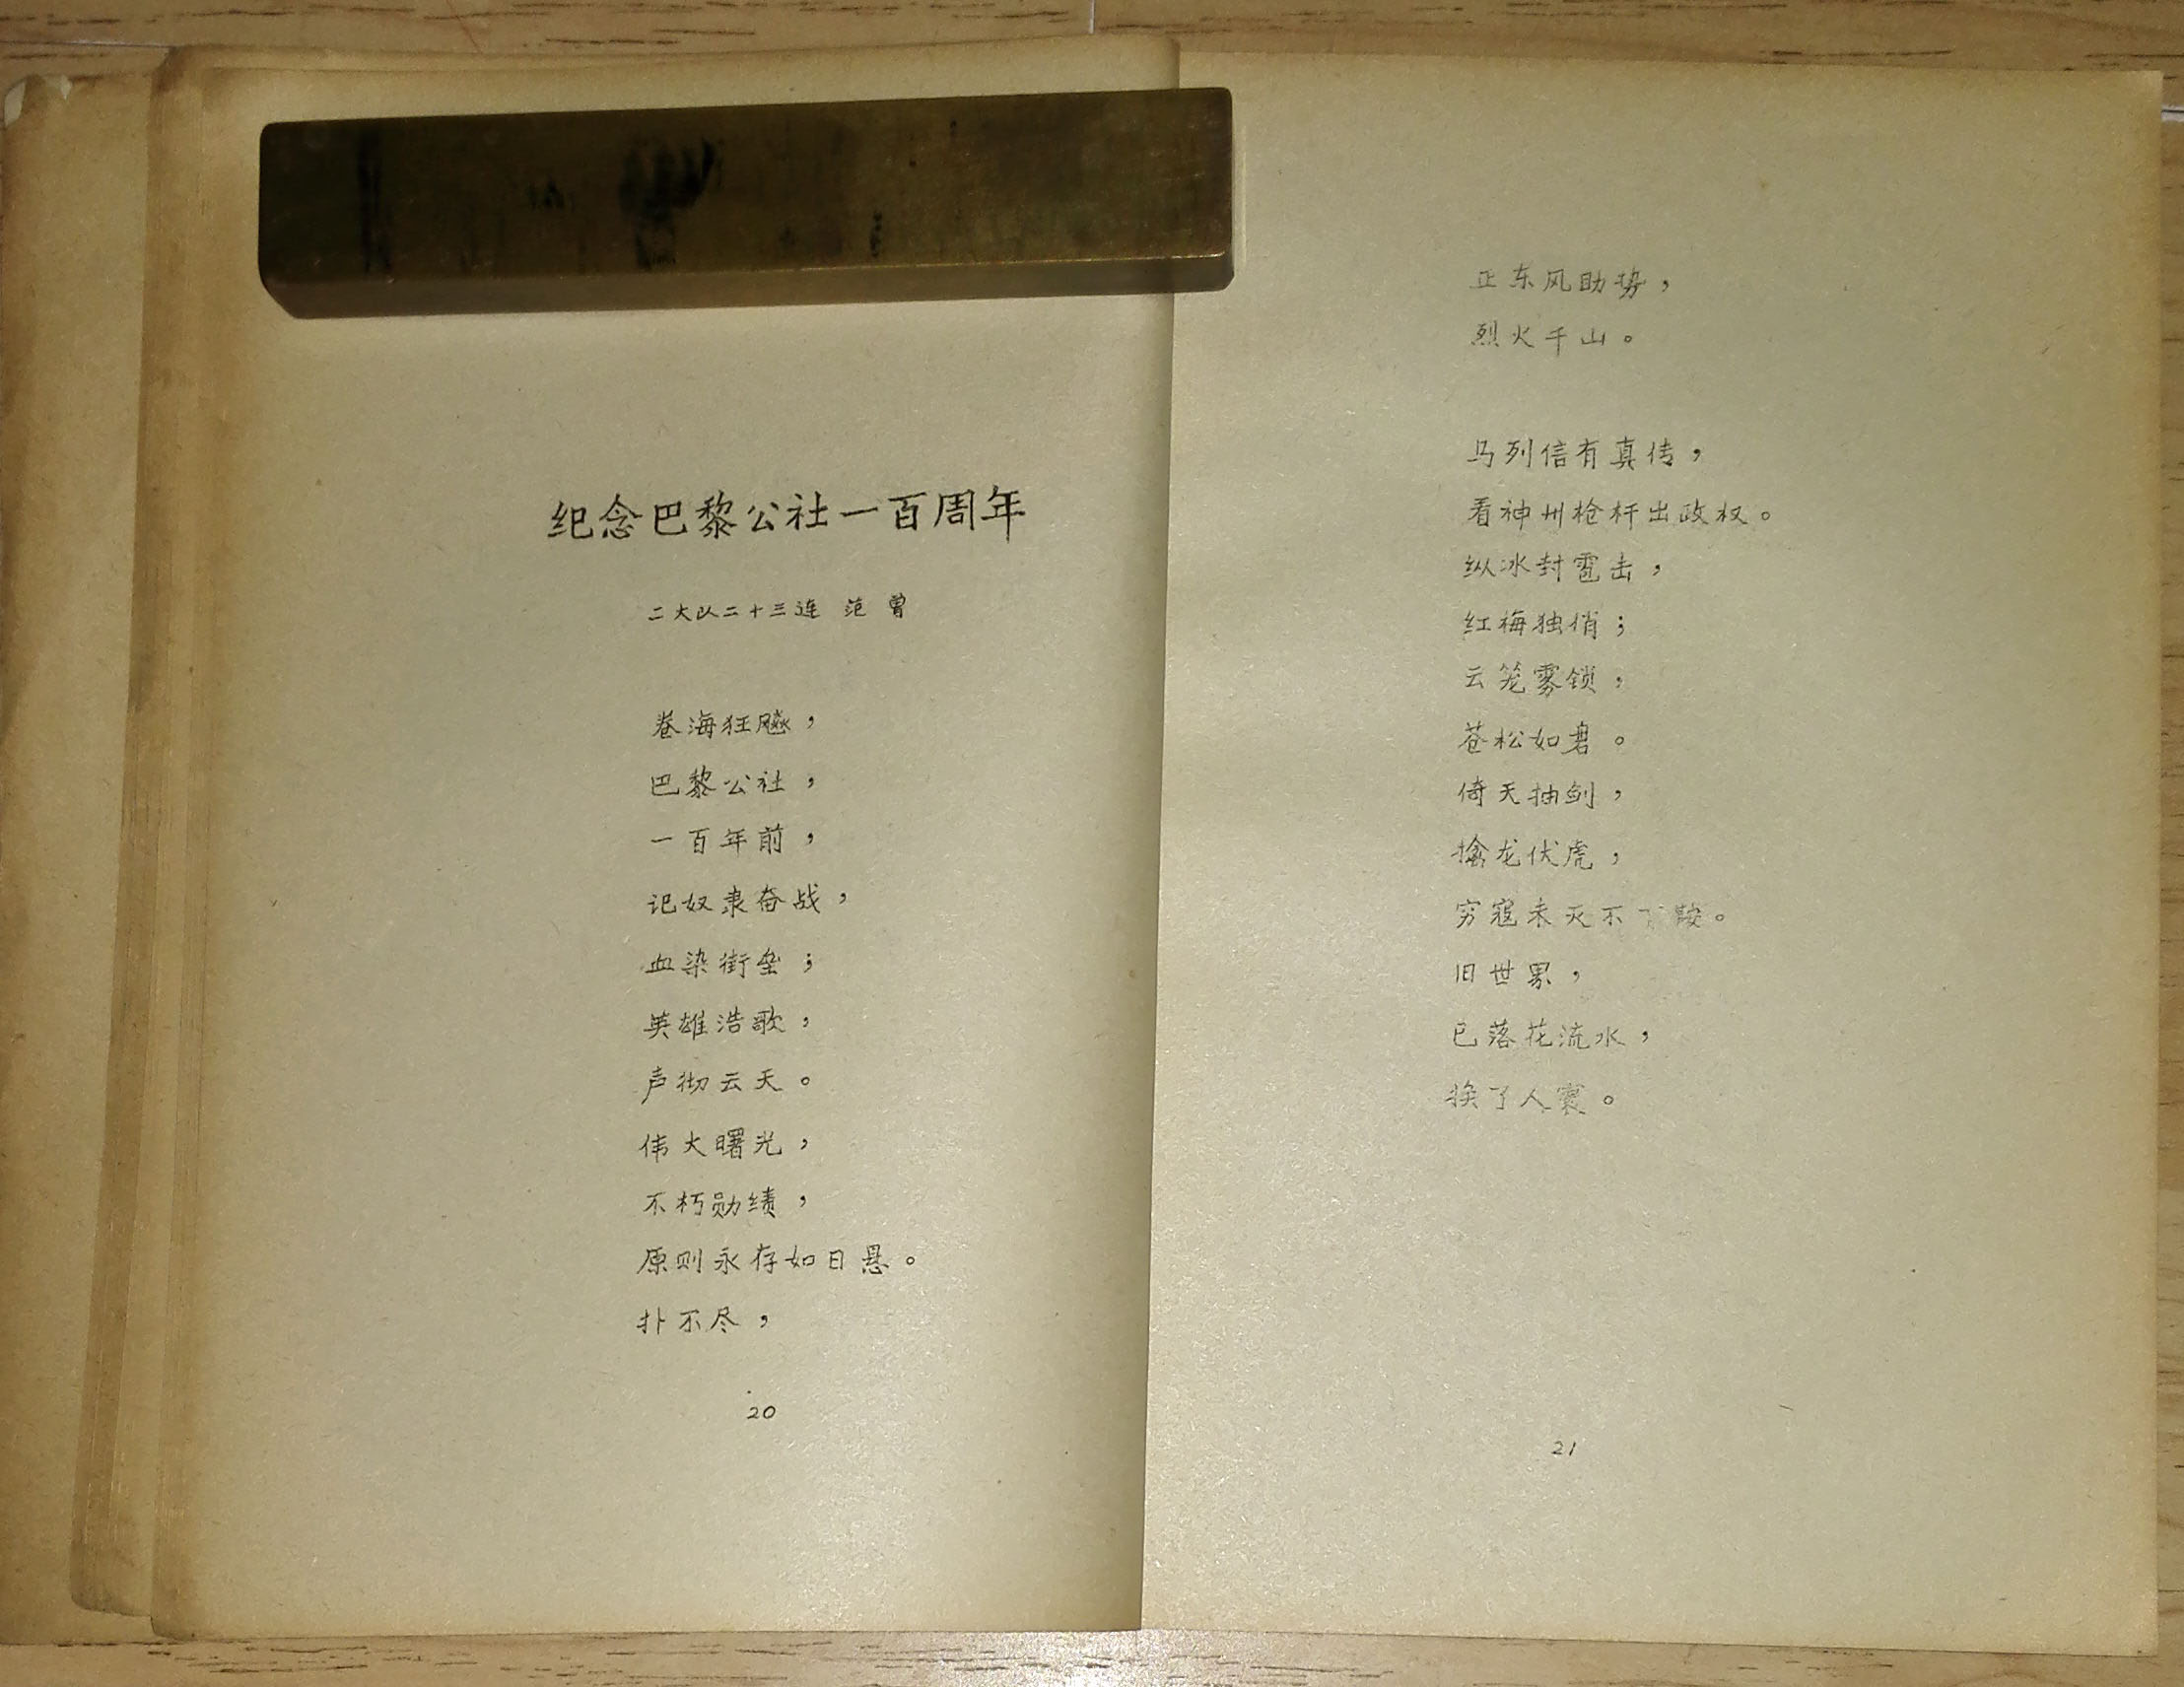 纪念巴黎公社一百周年
二大队二十三连 范曾
卷海狂飚，
巴黎公社，
一百年前，
记奴隶奋战，
血染街垒；
英雄浩歌，
声彻云天。
伟大曙光，
不朽勋绩，
原则永存如日悬。
扑不尽，
20
正东风助势，
烈火千山。
马列信有真传，
看神州枪杆出政权。
纵冰封雹击，
红梅独俏；
云笼雾锁，
苍松如磐。
倚天抽剑，
擒龙伏虎，
穷寇未灭不下鞍。
旧世界，
已落花流水，
换了人寰。
21